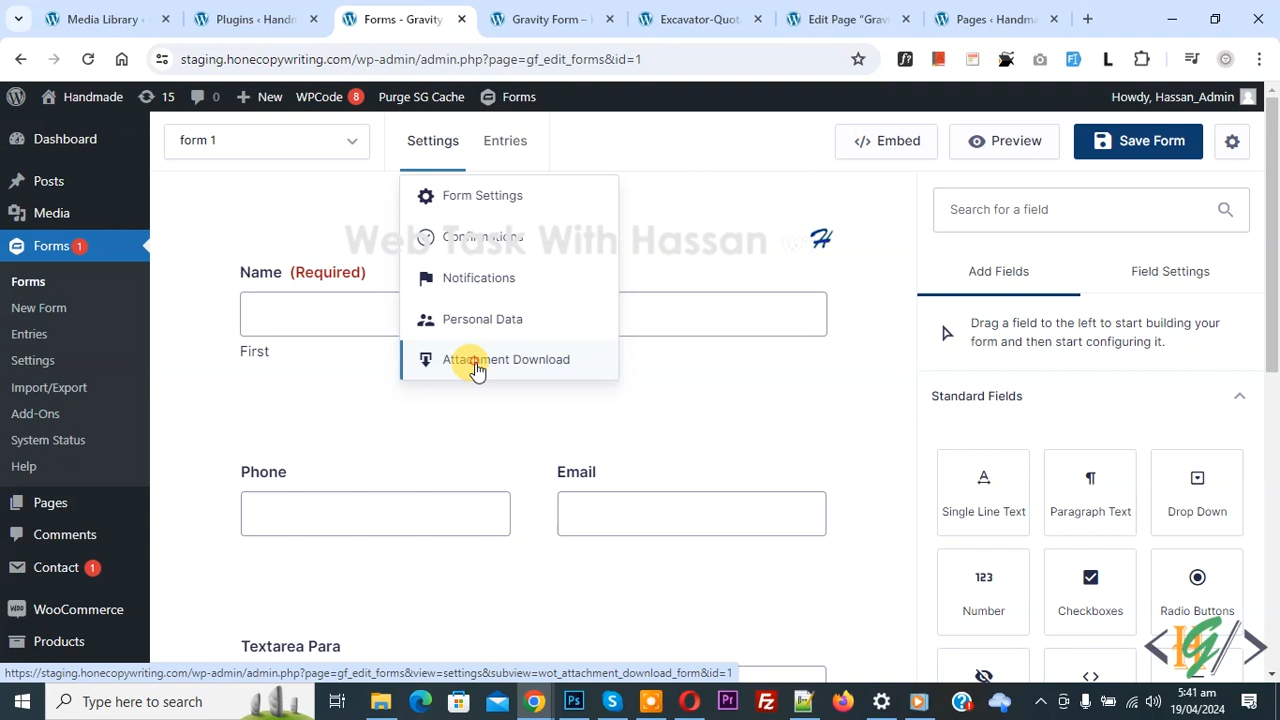 Media Library ‹
Plugins ‹ Handm
Forms - Gravity
Gravity Form –
Excavator-Quot
Edit Page "Grav
Pages ‹ Handma
staging.honecopywriting.com/wp-admin/admin.php?page=gf_edit_forms&id=1
Handmade
15
0
New
WPCode 8
Purge SG Cache
Forms
Howdy, Hassan_Admin
Dashboard
Posts
Media
Forms 1
Forms
New Form
Entries
Settings
Import/Export
Add-Ons
System Status
Help
Pages
Comments
Contact 1
WooCommerce
Products
form 1
Settings
Entries
Embed
Preview
Save Form
Form Settings
Confirmations
Notifications
Personal Data
Attachment Download
Web Task With Hassan
Name (Required)
First
Phone
Email
Textarea Para
Search for a field
Add Fields
Field Settings
Drag a field to the left to start building your
form and then start configuring it.
Standard Fields
Single Line Text
Paragraph Text
Drop Down
123
Number
Checkboxes
Radio Buttons
https://staging.honecopywriting.com/wp-admin/admin.php?page=gf_edit_forms&view=settings&subview=wot_attachment_download_form&id=1
Type here to search
5:41 am
19/04/2024